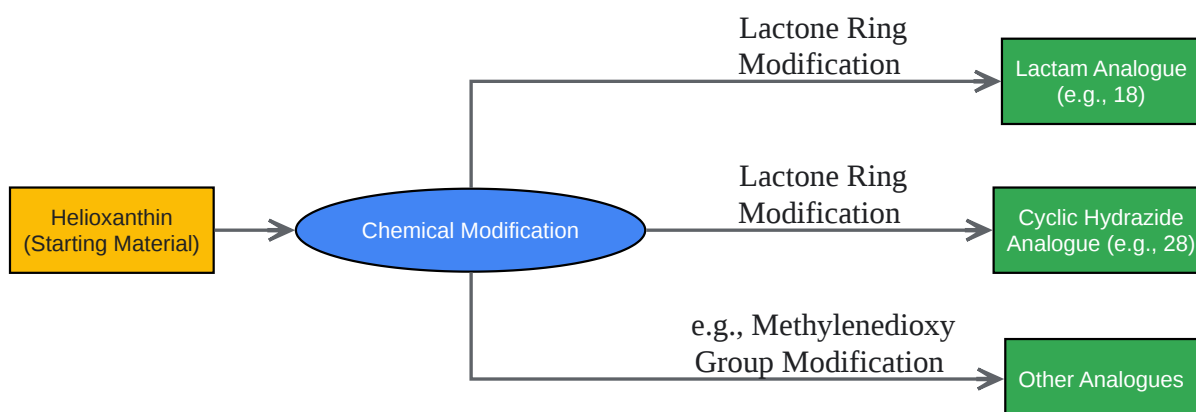 Helioxanthin
(Starting Material)
Chemical Modification
Lactone Ring
Modification
Lactam Analogue
(e.g., 18)
Lactone Ring
Modification
Cyclic Hydrazide
Analogue (e.g., 28)
e.g., Methylenedioxy
Group Modification
Other Analogues